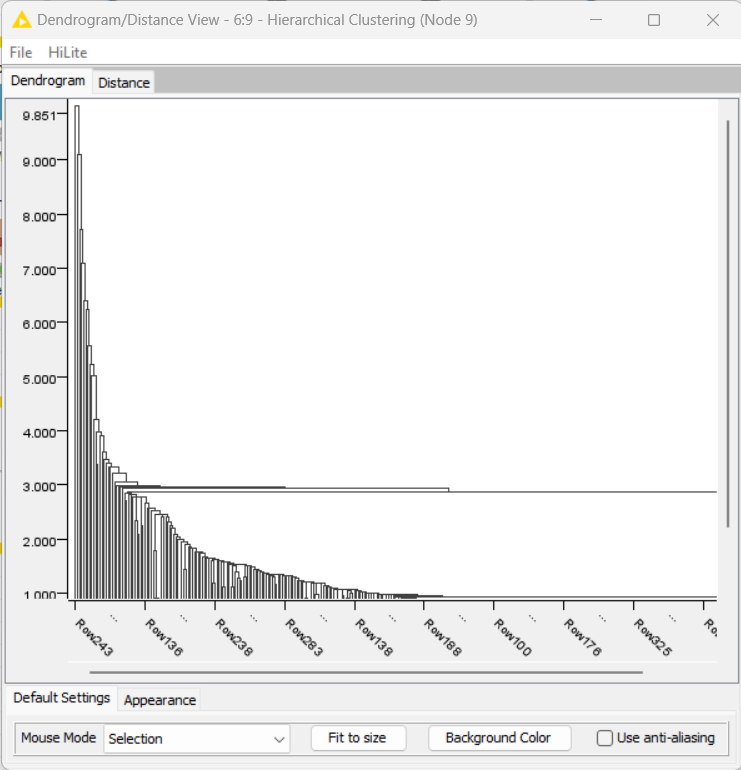 Dendrogram/Distance View - 6:9 - Hierarchical Clustering (Node 9)
File HiLite
Dendrogram Distance
9.851
9.000
8.000
7.000
6.000
5.000
4.000
3.000
2.000
1.000
Row243 ... Row136 ... Row238 ... Row283 ... Row138 ... Row188 ... Row100 ... Row176 ... Row325 ...
Default Settings Appearance
Mouse Mode Selection Fit to size Background Color Use anti-aliasing